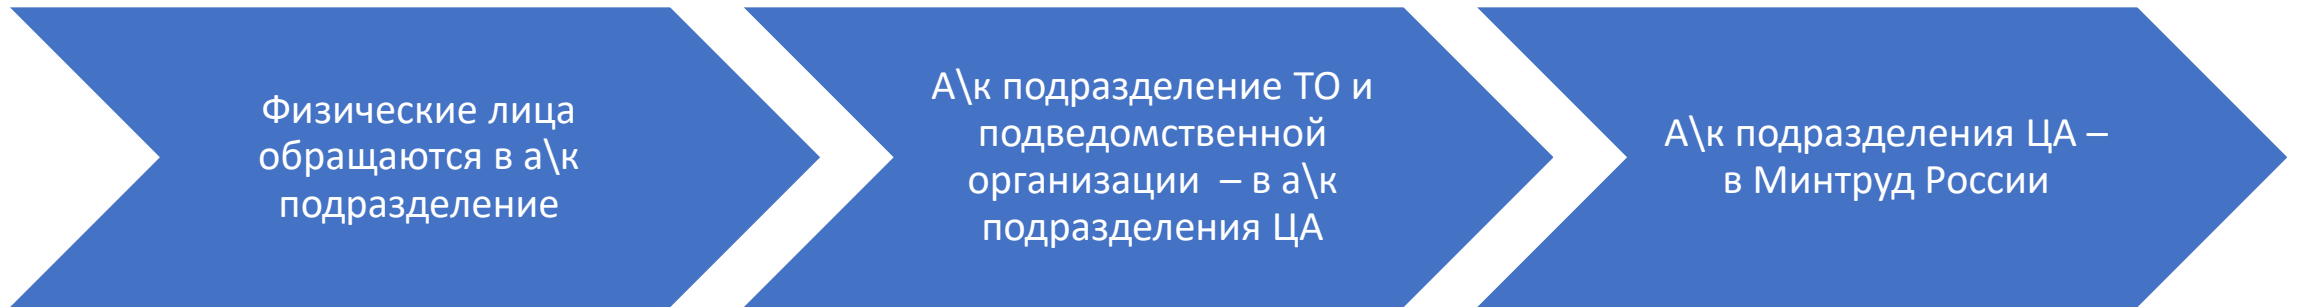 Физические лица
обращаются в а\к
подразделение
А\к подразделение ТО и
подведомственной
организации – в а\к
подразделения ЦА
А\к подразделения ЦА –
в Минтруд России